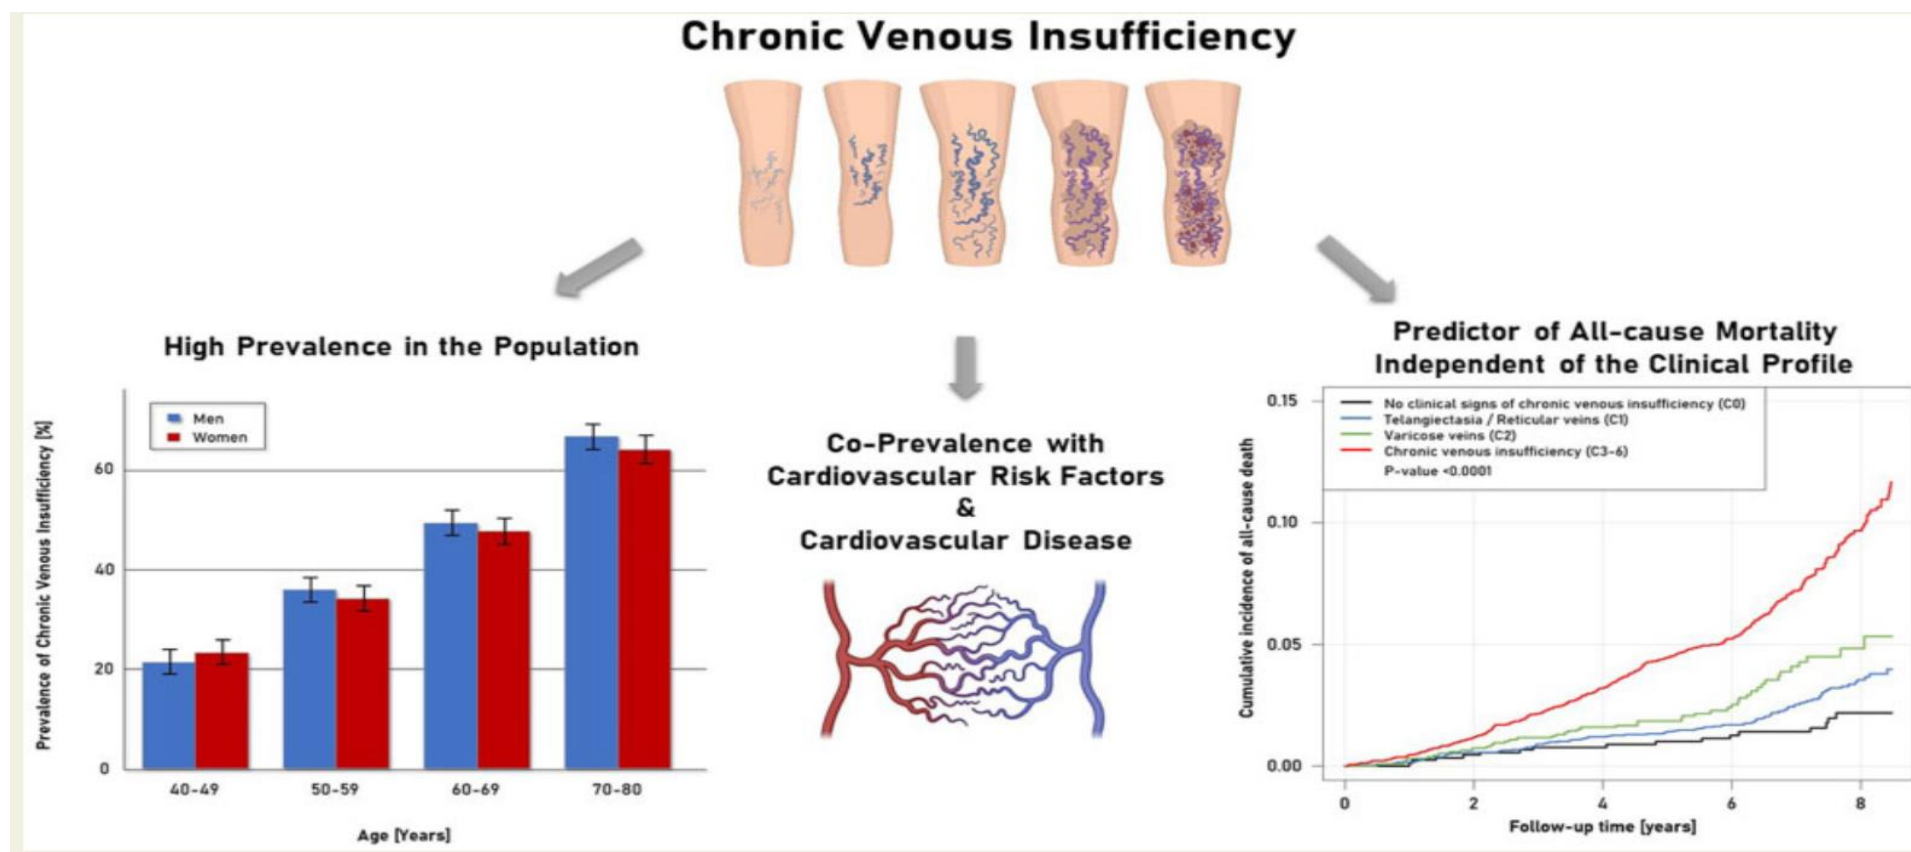 Chronic Venous Insufficiency
High Prevalence in the Population
Prevalence of Chronic Venous Insufficiency [%]
Men
Women
60
40
20
0
40-49
50-59
60-69
70-80
Age [Years]
Co-Prevalence with
Cardiovascular Risk Factors
&
Cardiovascular Disease
Predictor of All-cause Mortality
Independent of the Clinical Profile
Cumulative incidence of all-cause death
No clinical signs of chronic venous insufficiency (C0)
Telangiectasia / Reticular veins (C1)
Varicose veins (C2)
Chronic venous insufficiency (C3-6)
P-value <0.0001
0.15
0.10
0.05
0.00
0
2
4
6
8
Follow-up time [years]